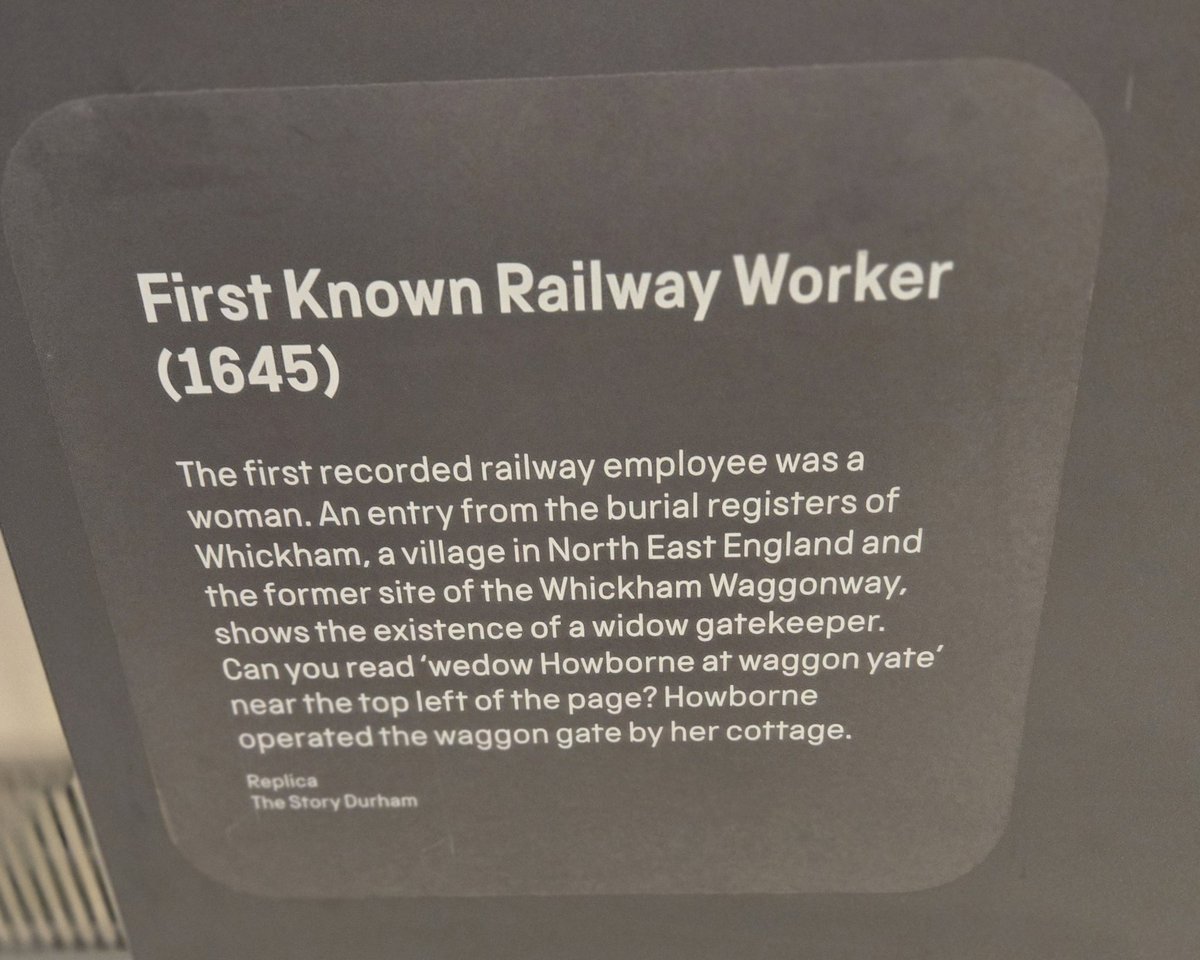 First Known Railway Worker
(1645)
The first recorded railway employee was a
woman. An entry from the burial registers of
Whickham, a village in North East England and
the former site of the Whickham Waggonway,
shows the existence of a widow gatekeeper.
Can you read ‘wedow Howborne at waggon yate’
near the top left of the page? Howborne
operated the waggon gate by her cottage.
Replica
The Story Durham